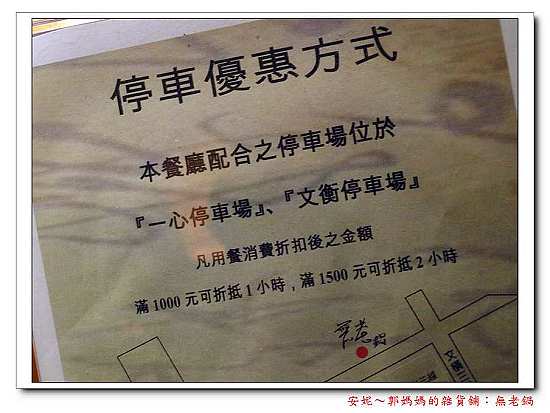 停車優惠方式
本餐廳配合之停車場位於
『一心停車場』、『文衡停車場』
凡用餐消費折扣後之金額
滿 1000 元可折抵 1 小時，滿 1500 元可折抵 2 小時
無老鍋
安妮～郭媽媽的雜貨鋪：無老鍋